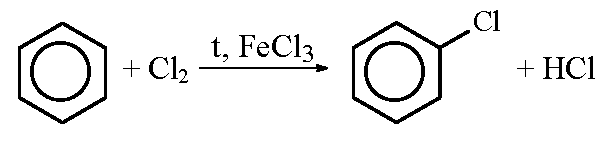 Cl
t, FeCl₃
+ Cl₂
+ HCl